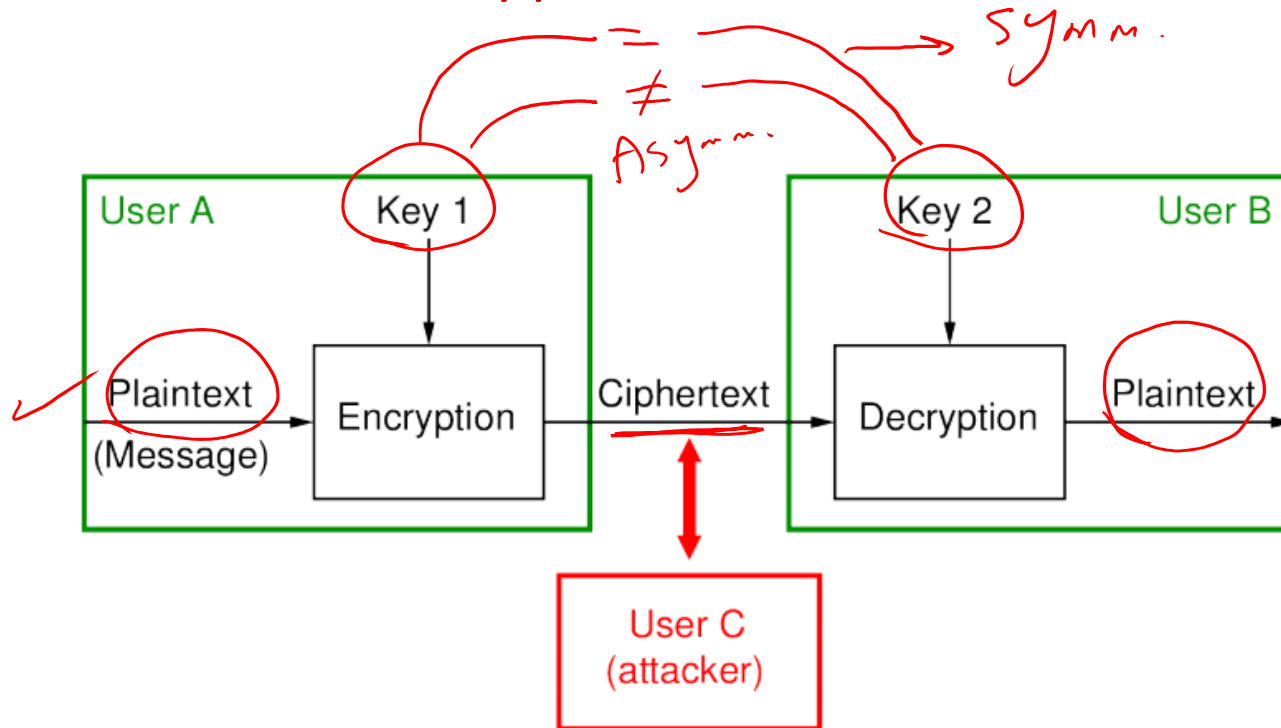 = symm.
≠
Asymm.
User A Key 1 Key 2 User B
Plaintext Encryption Ciphertext Decryption Plaintext
(Message)
User C
(attacker)